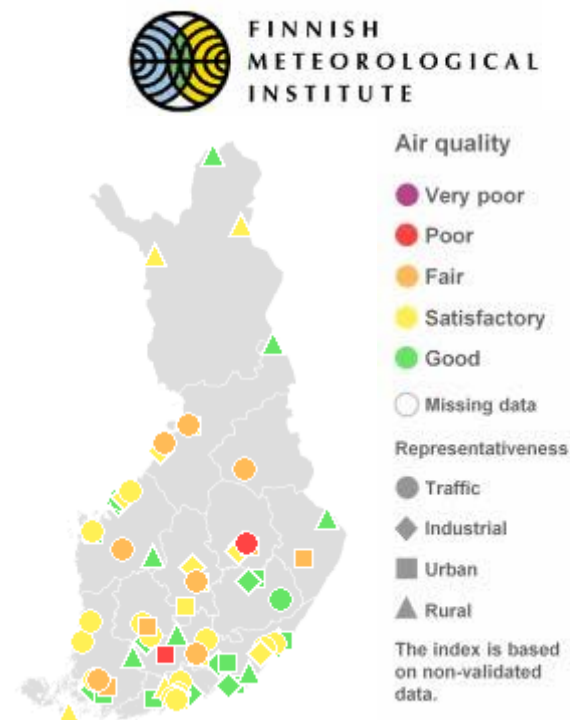 FINNISH
METEOROLOGICAL
INSTITUTE
Air quality
Very poor
Poor
Fair
Satisfactory
Good
Missing data
Representativeness
Traffic
Industrial
Urban
Rural
The index is based
on non-validated
data.